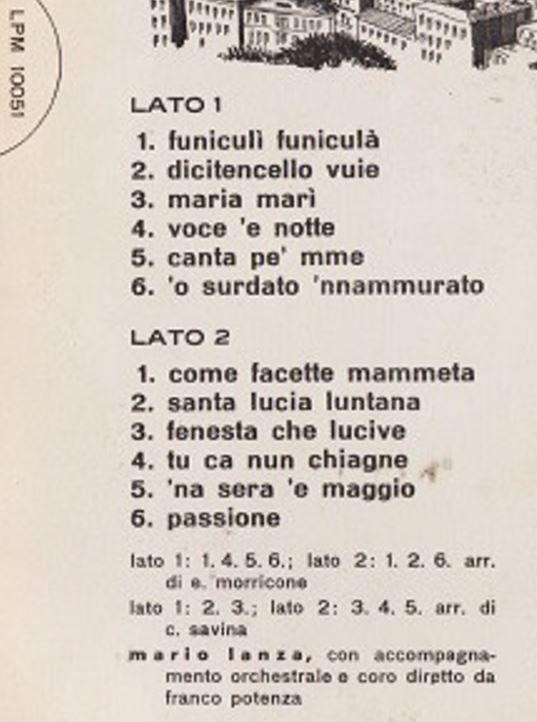 LPM 10051
LATO 1
1. funiculì funiculà
2. dicitencello vuie
3. maria marì
4. voce 'e notte
5. canta pe' mme
6. 'o surdato 'nnammurato
LATO 2
1. come facette mammeta
2. santa lucia luntana
3. fenesta che lucive
4. tu ca nun chiagne
5. 'na sera 'e maggio
6. passione
lato 1: 1. 4. 5. 6.; lato 2: 1. 2. 6. arr.
di e. morricone
lato 1: 2. 3.; lato 2: 3. 4. 5. arr. di
c. savina
mario lanza, con accompagna-
mento orchestrale e coro diretto da
franco potenza